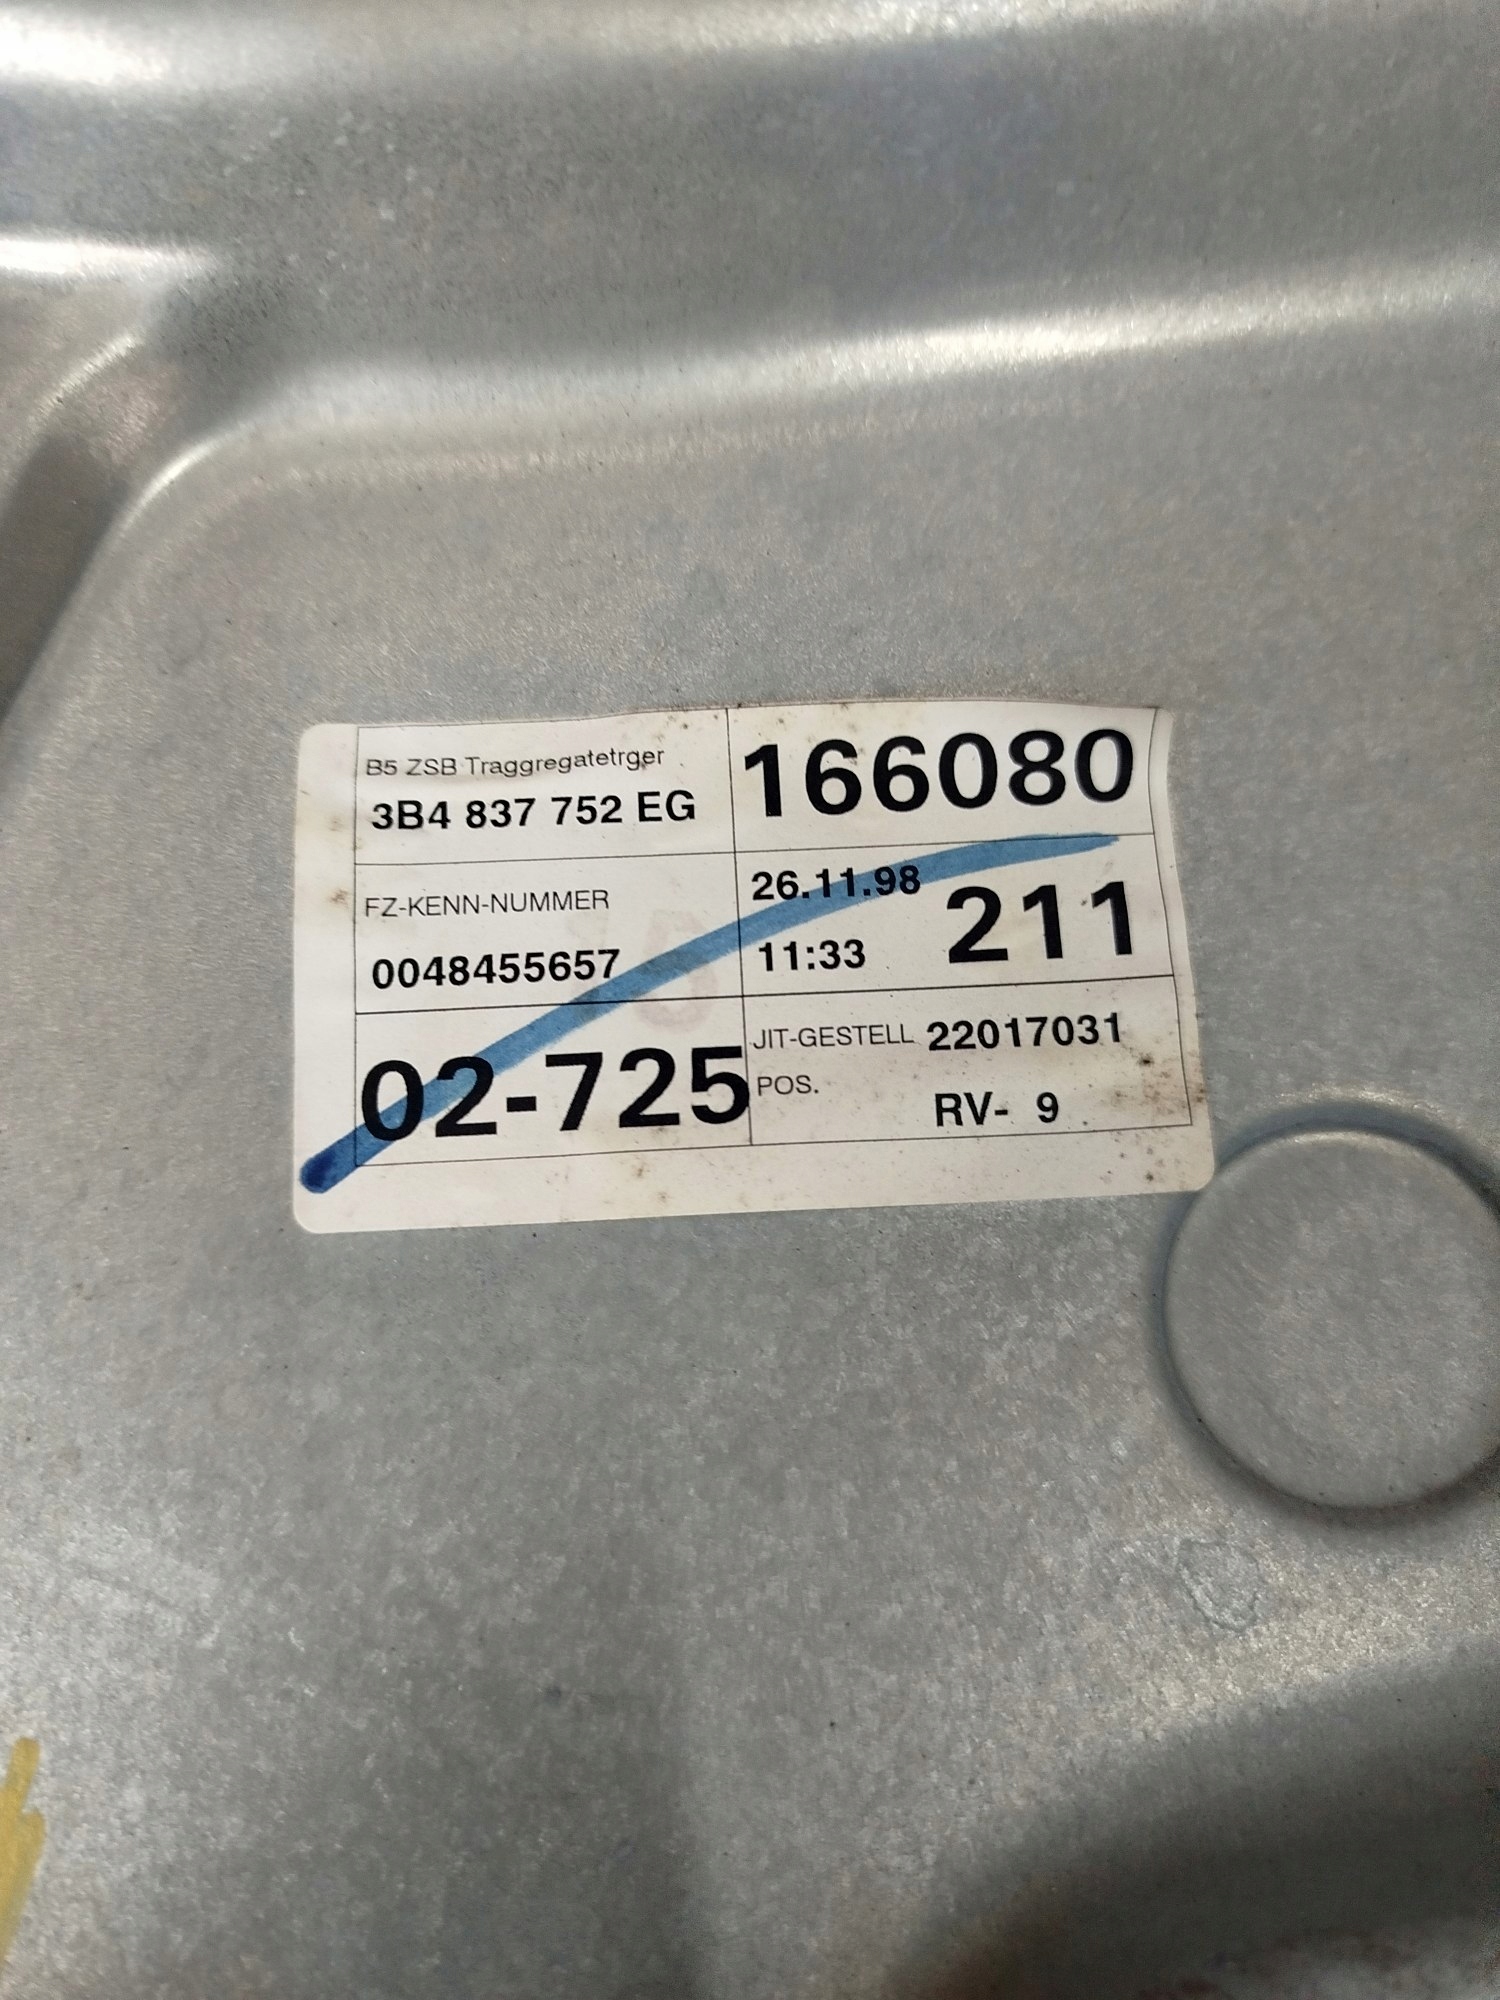 B5 ZSB Traggregatetrger
3B4 837 752 EG
166080
FZ-KENN-NUMMER
0048455657
26.11.98
11:33
211
02-725
JIT-GESTELL 22017031
POS.
RV- 9